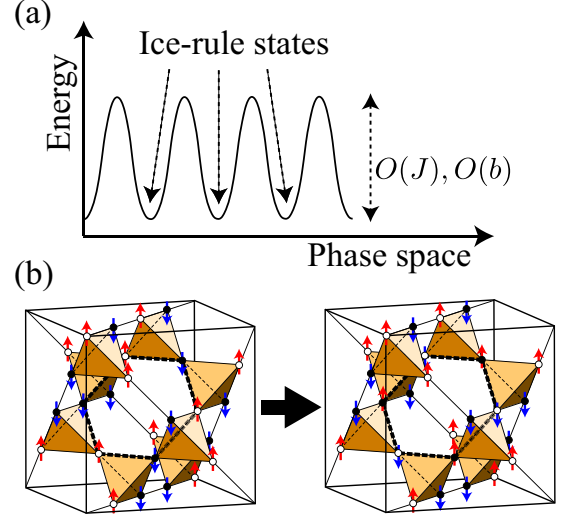 (a)
Ice-rule states
Energy
O(J), O(b)
Phase space
(b)